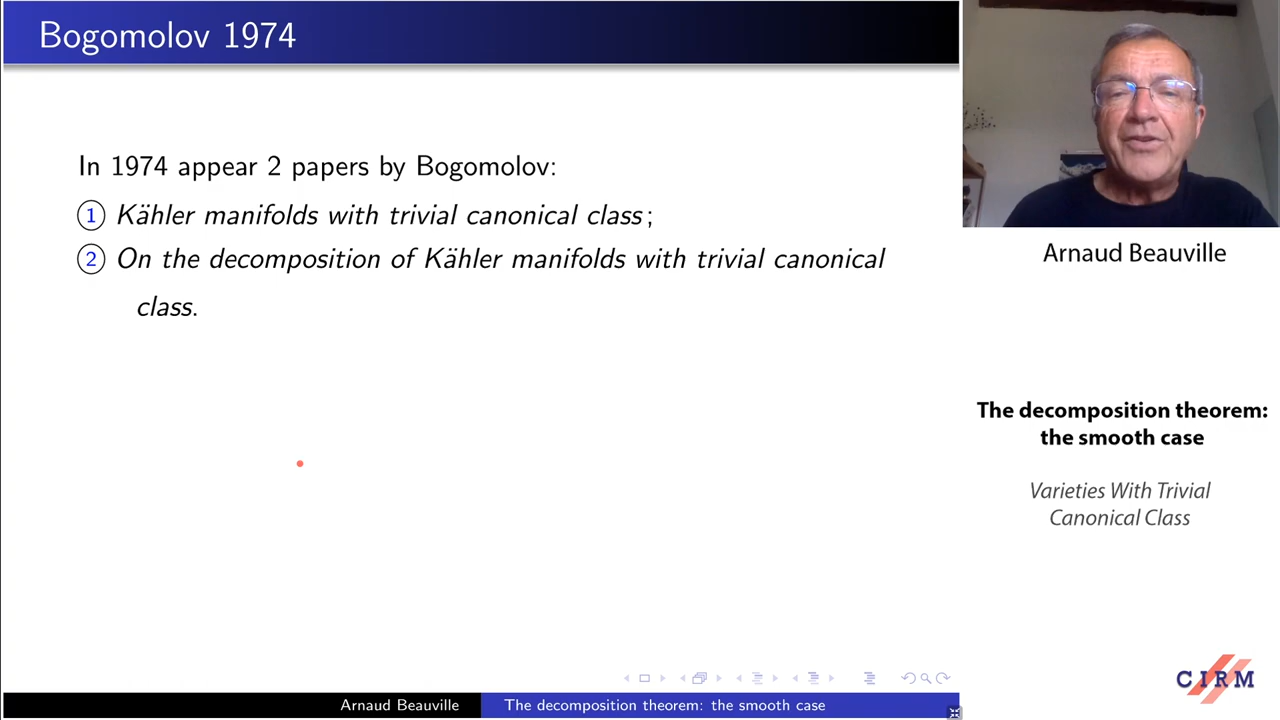 Bogomolov 1974
In 1974 appear 2 papers by Bogomolov:
1 Kähler manifolds with trivial canonical class;
2 On the decomposition of Kähler manifolds with trivial canonical
class.
Arnaud Beauville
The decomposition theorem: the smooth case
Arnaud Beauville
The decomposition theorem:
the smooth case
Varieties With Trivial
Canonical Class
CIRM